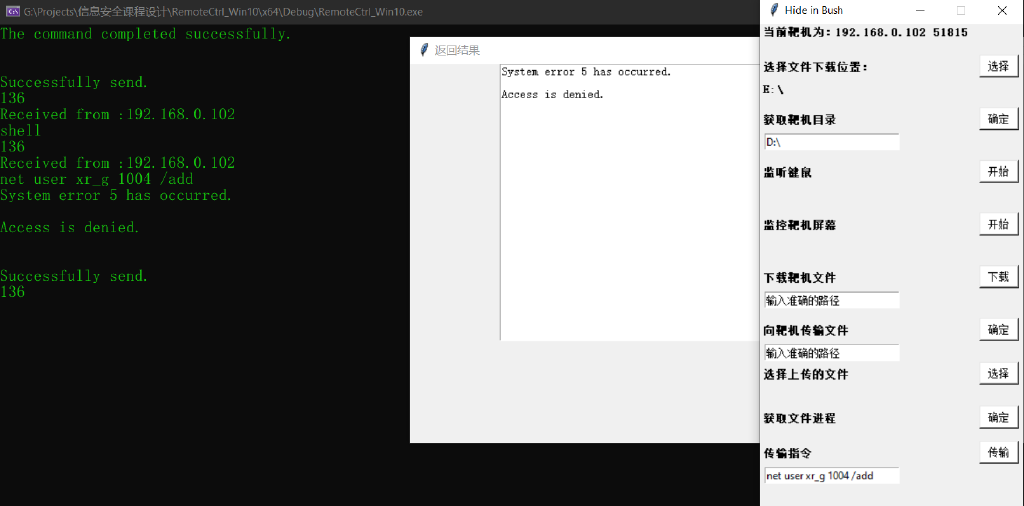 G:\Projects\信息安全课程设计\RemoteCtrl_Win10\x64\Debug\RemoteCtrl_Win10.exe
The command completed successfully.
Successfully send.
136
Received from :192.168.0.102
shell
136
Received from :192.168.0.102
net user xr_g 1004 /add
System error 5 has occurred.
Access is denied.
Successfully send.
136
返回结果
System error 5 has occurred.
Access is denied.
Hide in Bush
当前靶机为: 192.168.0.102 51815
选择文件下载位置:
选择
E:\
获取靶机目录
确定
D:\
监听键鼠
开始
监控靶机屏幕
开始
下载靶机文件
下载
输入准确的路径
向靶机传输文件
确定
输入准确的路径
选择上传的文件
选择
获取文件进程
确定
传输指令
传输
net user xr_g 1004 /add